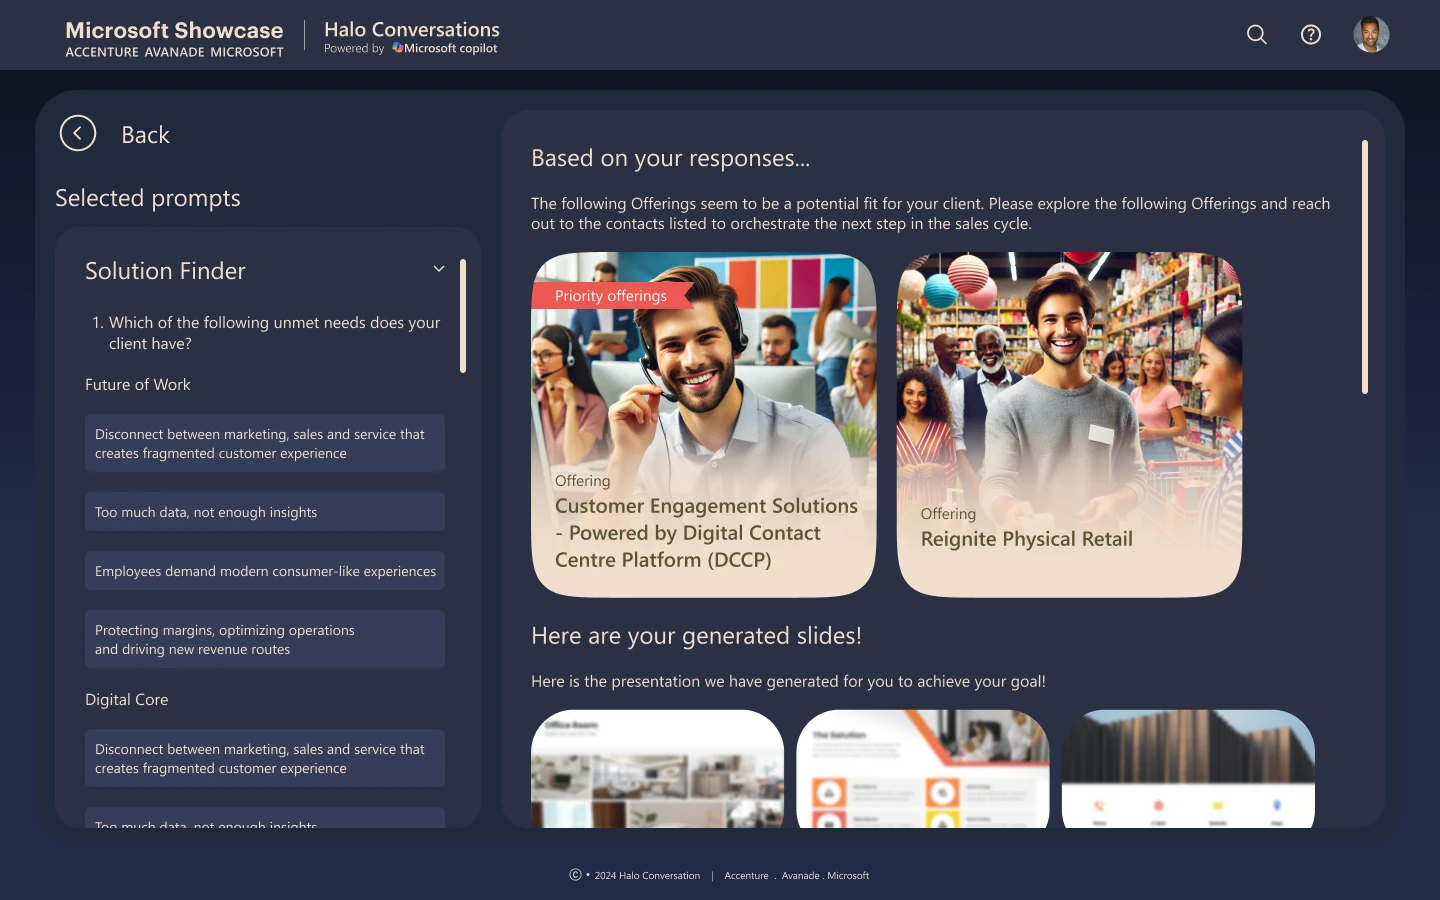 Microsoft Showcase
ACCENTURE AVANADE MICROSOFT
Halo Conversations
Powered by Microsoft copilot
Back
Selected prompts
Solution Finder
1. Which of the following unmet needs does your
client have?
Future of Work
Disconnect between marketing, sales and service that
creates fragmented customer experience
Too much data, not enough insights
Employees demand modern consumer-like experiences
Protecting margins, optimizing operations
and driving new revenue routes
Digital Core
Disconnect between marketing, sales and service that
creates fragmented customer experience
Too much data, not enough insights
Based on your responses...
The following Offerings seem to be a potential fit for your client. Please explore the following Offerings and reach
out to the contacts listed to orchestrate the next step in the sales cycle.
Priority offerings
Offering
Customer Engagement Solutions
- Powered by Digital Contact
Centre Platform (DCCP)
Offering
Reignite Physical Retail
Here are your generated slides!
Here is the presentation we have generated for you to achieve your goal!
Office Room
The Solution
© • 2024 Halo Conversation | Accenture . Avanade . Microsoft